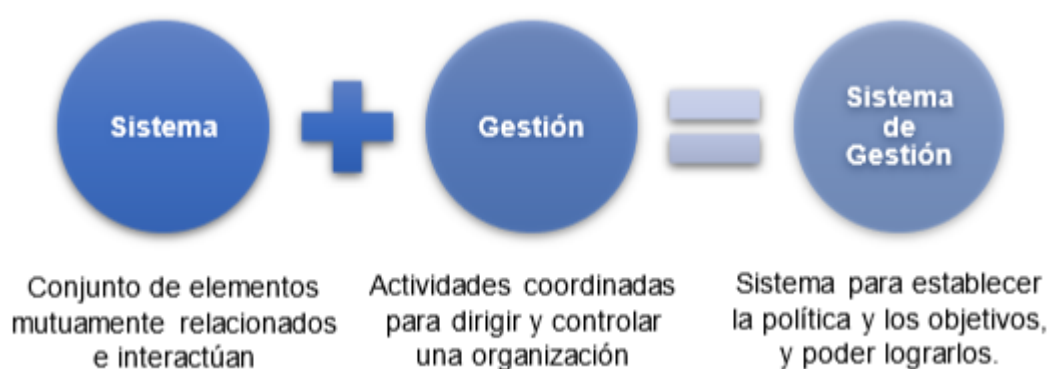 Sistema
Gestión
Sistema
de
Gestión
Conjunto de elementos
mutuamente relacionados
e interactúan
Actividades coordinadas
para dirigir y controlar
una organización
Sistema para establecer
la política y los objetivos,
y poder lograrlos.